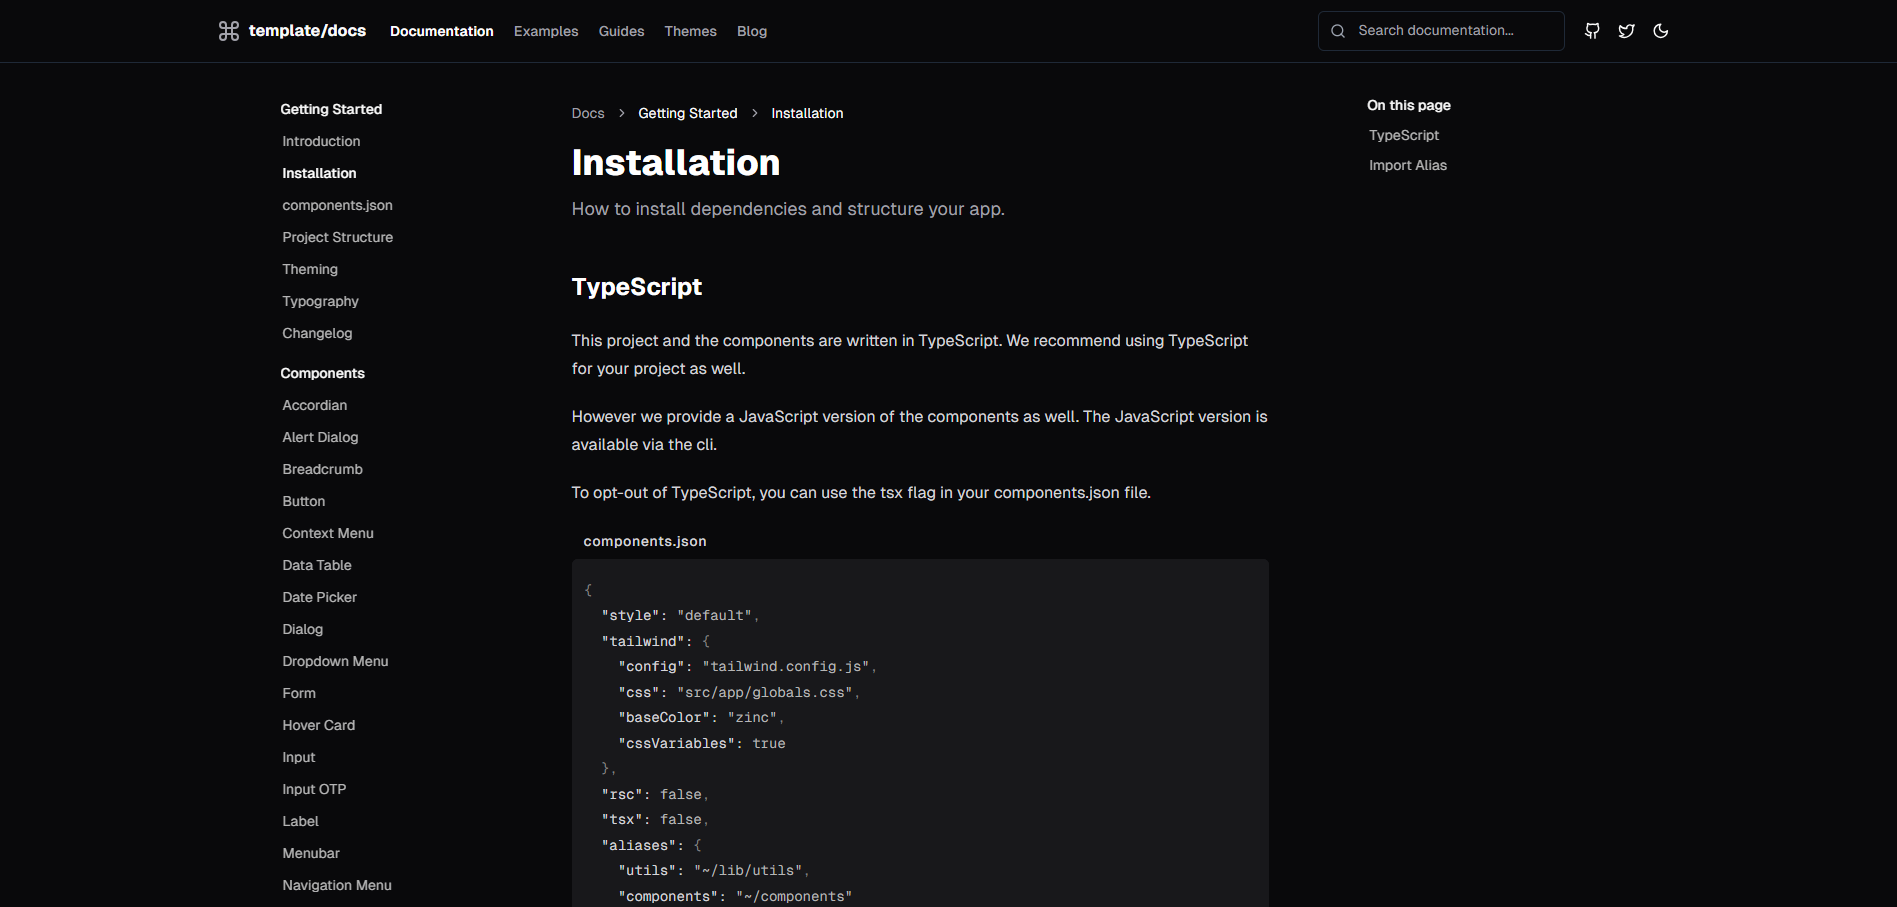 template/docs
Documentation
Examples
Guides
Themes
Blog
Search documentation...
Getting Started
Introduction
Installation
components.json
Project Structure
Theming
Typography
Changelog
Components
Accordian
Alert Dialog
Breadcrumb
Button
Context Menu
Data Table
Date Picker
Dialog
Dropdown Menu
Form
Hover Card
Input
Input OTP
Label
Menubar
Navigation Menu
Docs > Getting Started > Installation
Installation
How to install dependencies and structure your app.
TypeScript
This project and the components are written in TypeScript. We recommend using TypeScript
for your project as well.
However we provide a JavaScript version of the components as well. The JavaScript version is
available via the cli.
To opt-out of TypeScript, you can use the tsx flag in your components.json file.
components.json
{
  "style": "default",
  "tailwind": {
    "config": "tailwind.config.js",
    "css": "src/app/globals.css",
    "baseColor": "zinc",
    "cssVariables": true
  },
  "rsc": false,
  "tsx": false,
  "aliases": {
    "utils": "~/lib/utils",
    "components": "~/components"
On this page
TypeScript
Import Alias